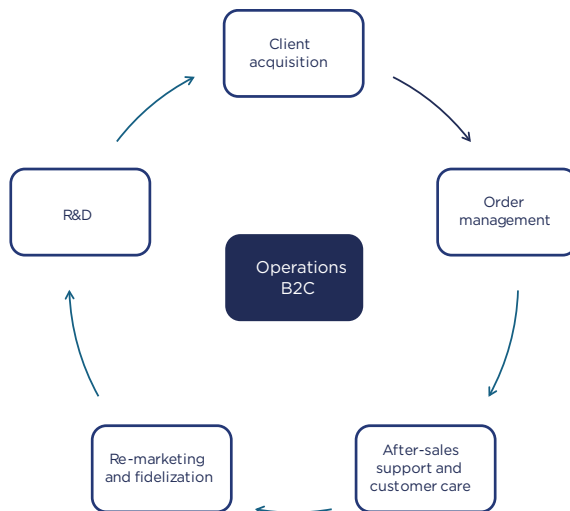 Client
acquisition
Order
management
R&D
Operations
B2C
After-sales
support and
customer care
Re-marketing
and fidelization